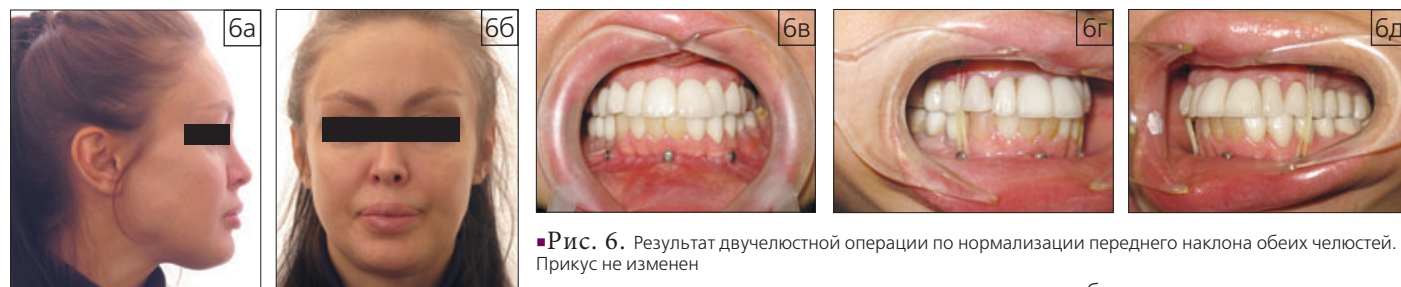 6а
6б
6в
6г
6д
Рис. 6. Результат двучелюстной операции по нормализации переднего наклона обеих челюстей.
Прикус не изменен